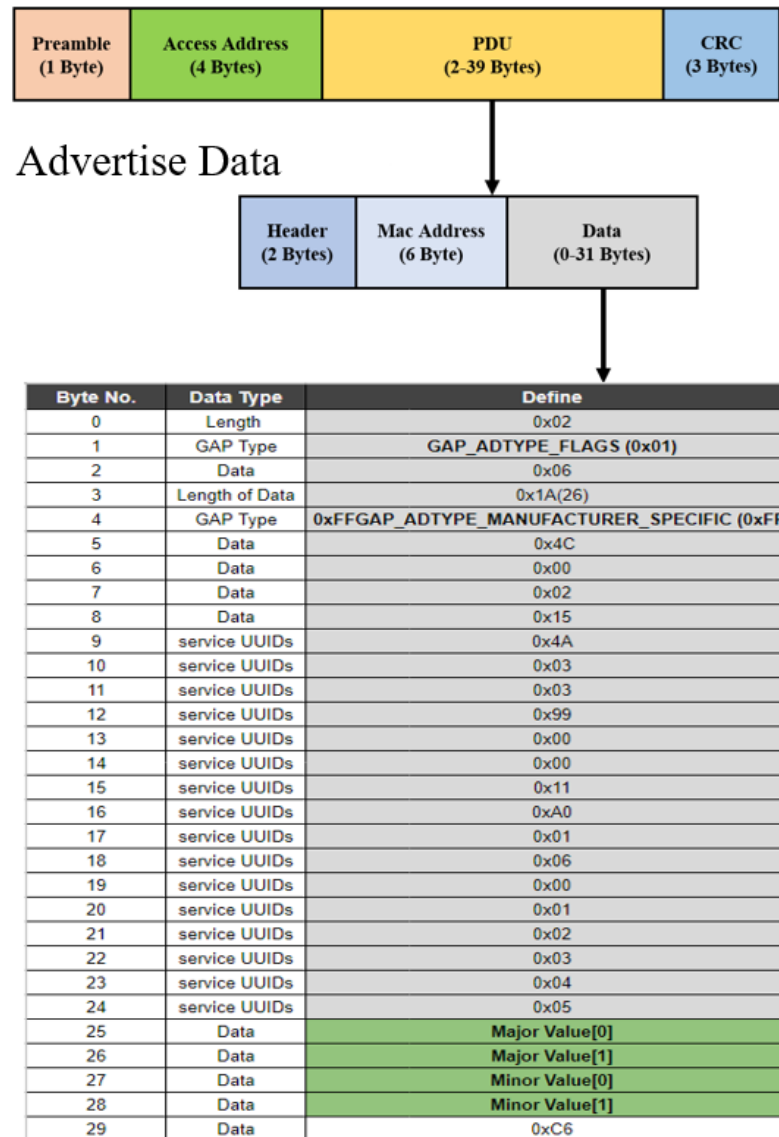 Preamble Access Address PDU CRC
(1 Byte) (4 Bytes) (2-39 Bytes) (3 Bytes)
Advertise Data
Header Mac Address Data
(2 Bytes) (6 Byte) (0-31 Bytes)
Byte No. Data Type Define
0 Length 0x02
1 GAP Type GAP_ADTYPE_FLAGS (0x01)
2 Data 0x06
3 Length of Data 0x1A(26)
4 GAP Type 0xFFGAP_ADTYPE_MANUFACTURER_SPECIFIC (0xFF
5 Data 0x4C
6 Data 0x00
7 Data 0x02
8 Data 0x15
9 service UUIDs 0x4A
10 service UUIDs 0x03
11 service UUIDs 0x03
12 service UUIDs 0x99
13 service UUIDs 0x00
14 service UUIDs 0x00
15 service UUIDs 0x11
16 service UUIDs 0xA0
17 service UUIDs 0x01
18 service UUIDs 0x06
19 service UUIDs 0x00
20 service UUIDs 0x01
21 service UUIDs 0x02
22 service UUIDs 0x03
23 service UUIDs 0x04
24 service UUIDs 0x05
25 Data Major Value[0]
26 Data Major Value[1]
27 Data Minor Value[0]
28 Data Minor Value[1]
29 Data 0xC6